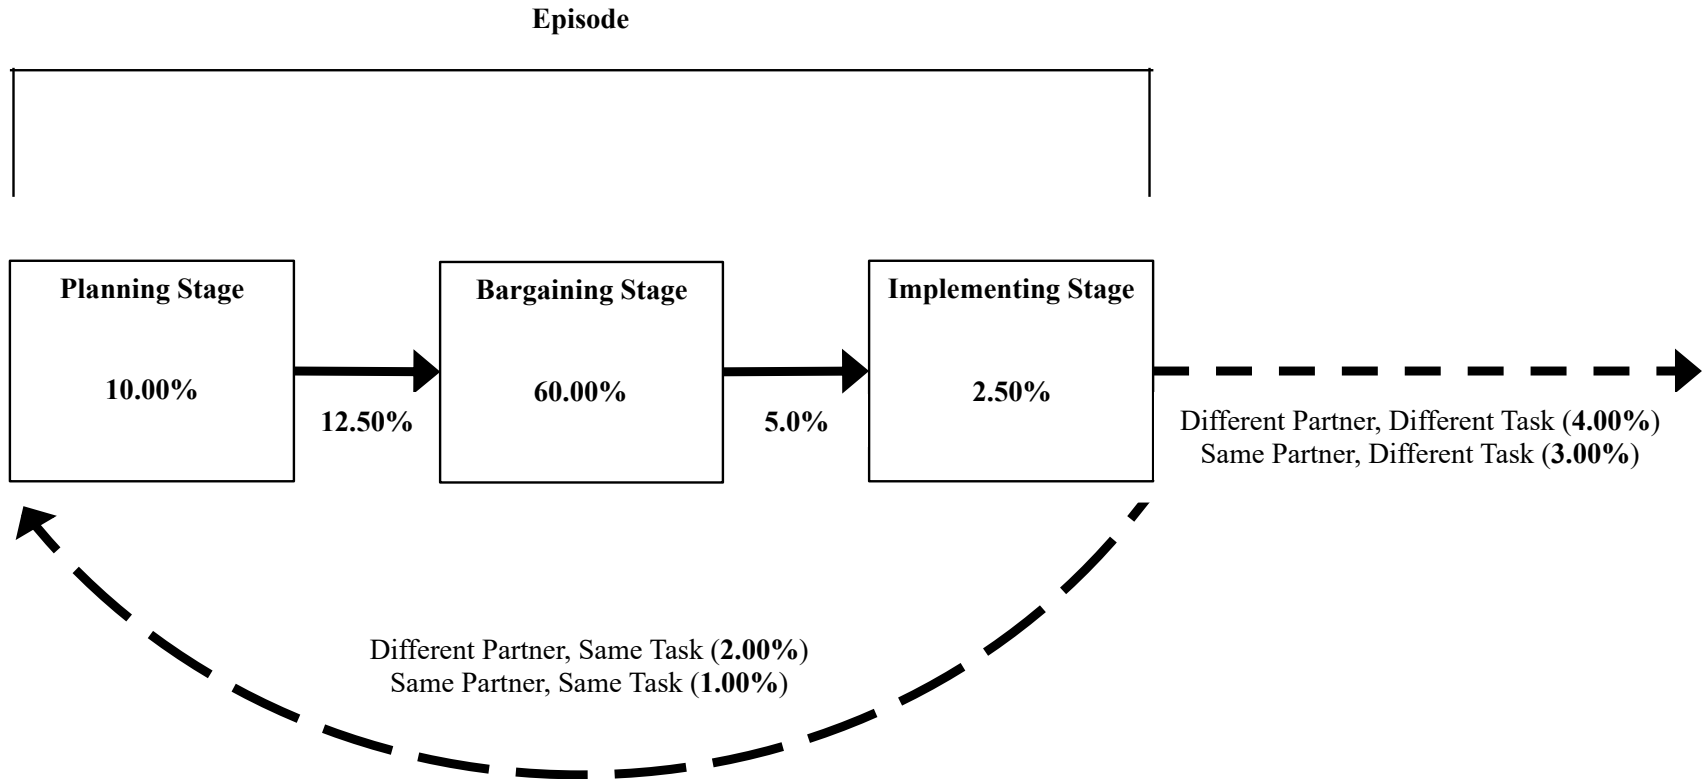 Episode
Planning Stage
10.00%
12.50%
Bargaining Stage
60.00%
5.0%
Implementing Stage
2.50%
Different Partner, Different Task (4.00%)
Same Partner, Different Task (3.00%)
Different Partner, Same Task (2.00%)
Same Partner, Same Task (1.00%)